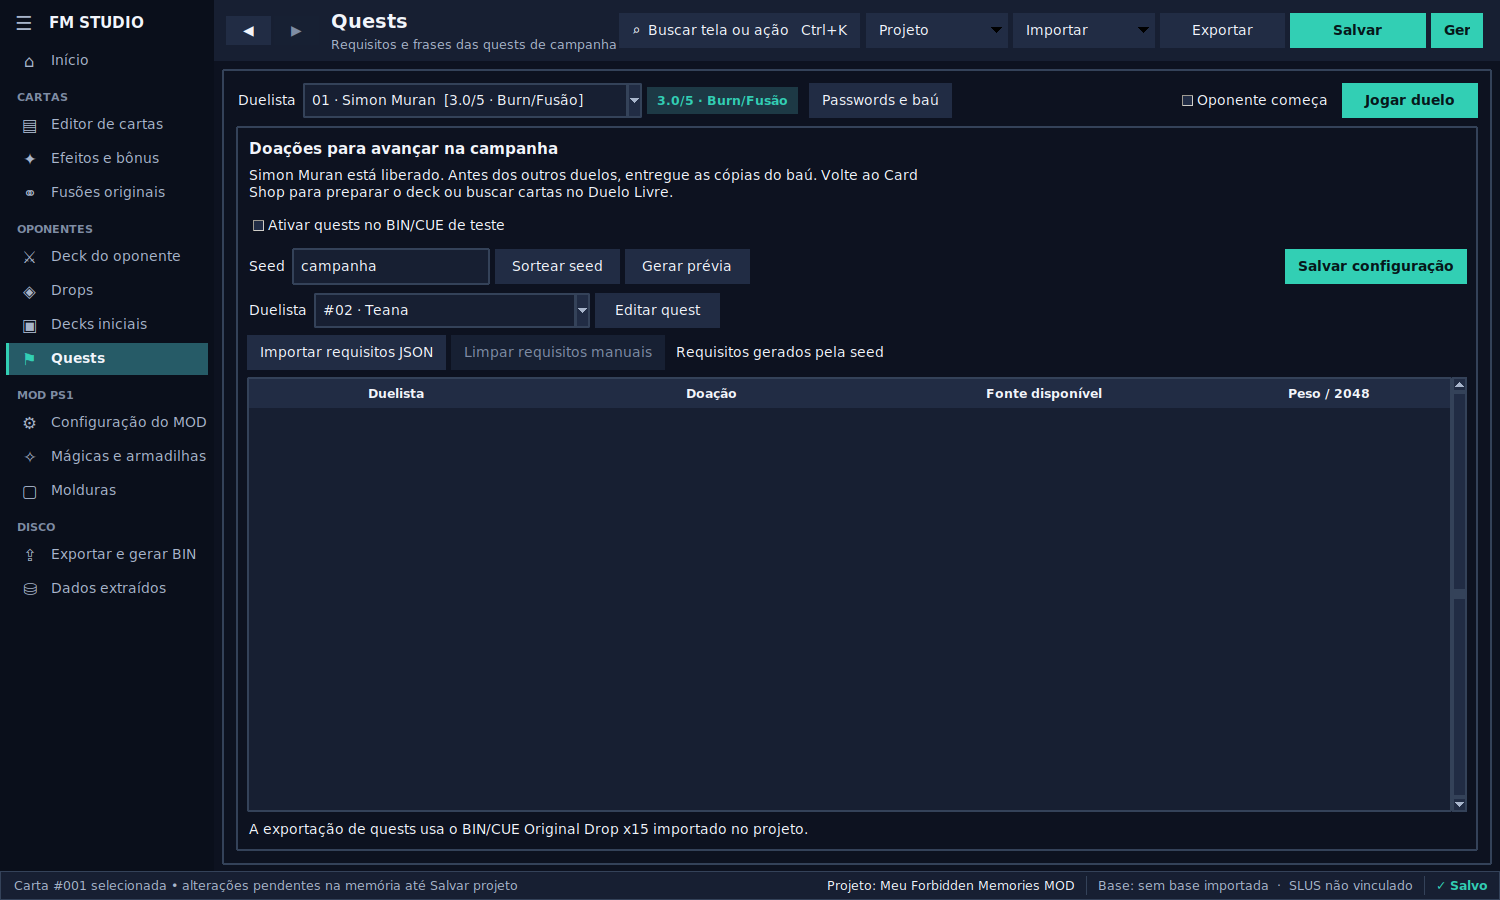 FM STUDIO
Início
CARTAS
Editor de cartas
Efeitos e bônus
Fusões originais
OPONENTES
Deck do oponente
Drops
Decks iniciais
Quests
MOD PS1
Configuração do MOD
Mágicas e armadilhas
Molduras
DISCO
Exportar e gerar BIN
Dados extraídos
Quests
Requisitos e frases das quests de campanha
Buscar tela ou ação Ctrl+K
Projeto
Importar
Exportar
Salvar
Ger
Duelista
01 · Simon Muran [3.0/5 · Burn/Fusão]
3.0/5 · Burn/Fusão
Passwords e baú
Oponente começa
Jogar duelo
Doações para avançar na campanha
Simon Muran está liberado. Antes dos outros duelos, entregue as cópias do baú. Volte ao Card
Shop para preparar o deck ou buscar cartas no Duelo Livre.
Ativar quests no BIN/CUE de teste
Seed
campanha
Sortear seed
Gerar prévia
Salvar configuração
Duelista
#02 · Teana
Editar quest
Importar requisitos JSON
Limpar requisitos manuais
Requisitos gerados pela seed
Duelista
Doação
Fonte disponível
Peso / 2048
A exportação de quests usa o BIN/CUE Original Drop x15 importado no projeto.
Carta #001 selecionada • alterações pendentes na memória até Salvar projeto
Projeto: Meu Forbidden Memories MOD
Base: sem base importada · SLUS não vinculado
✓ Salvo